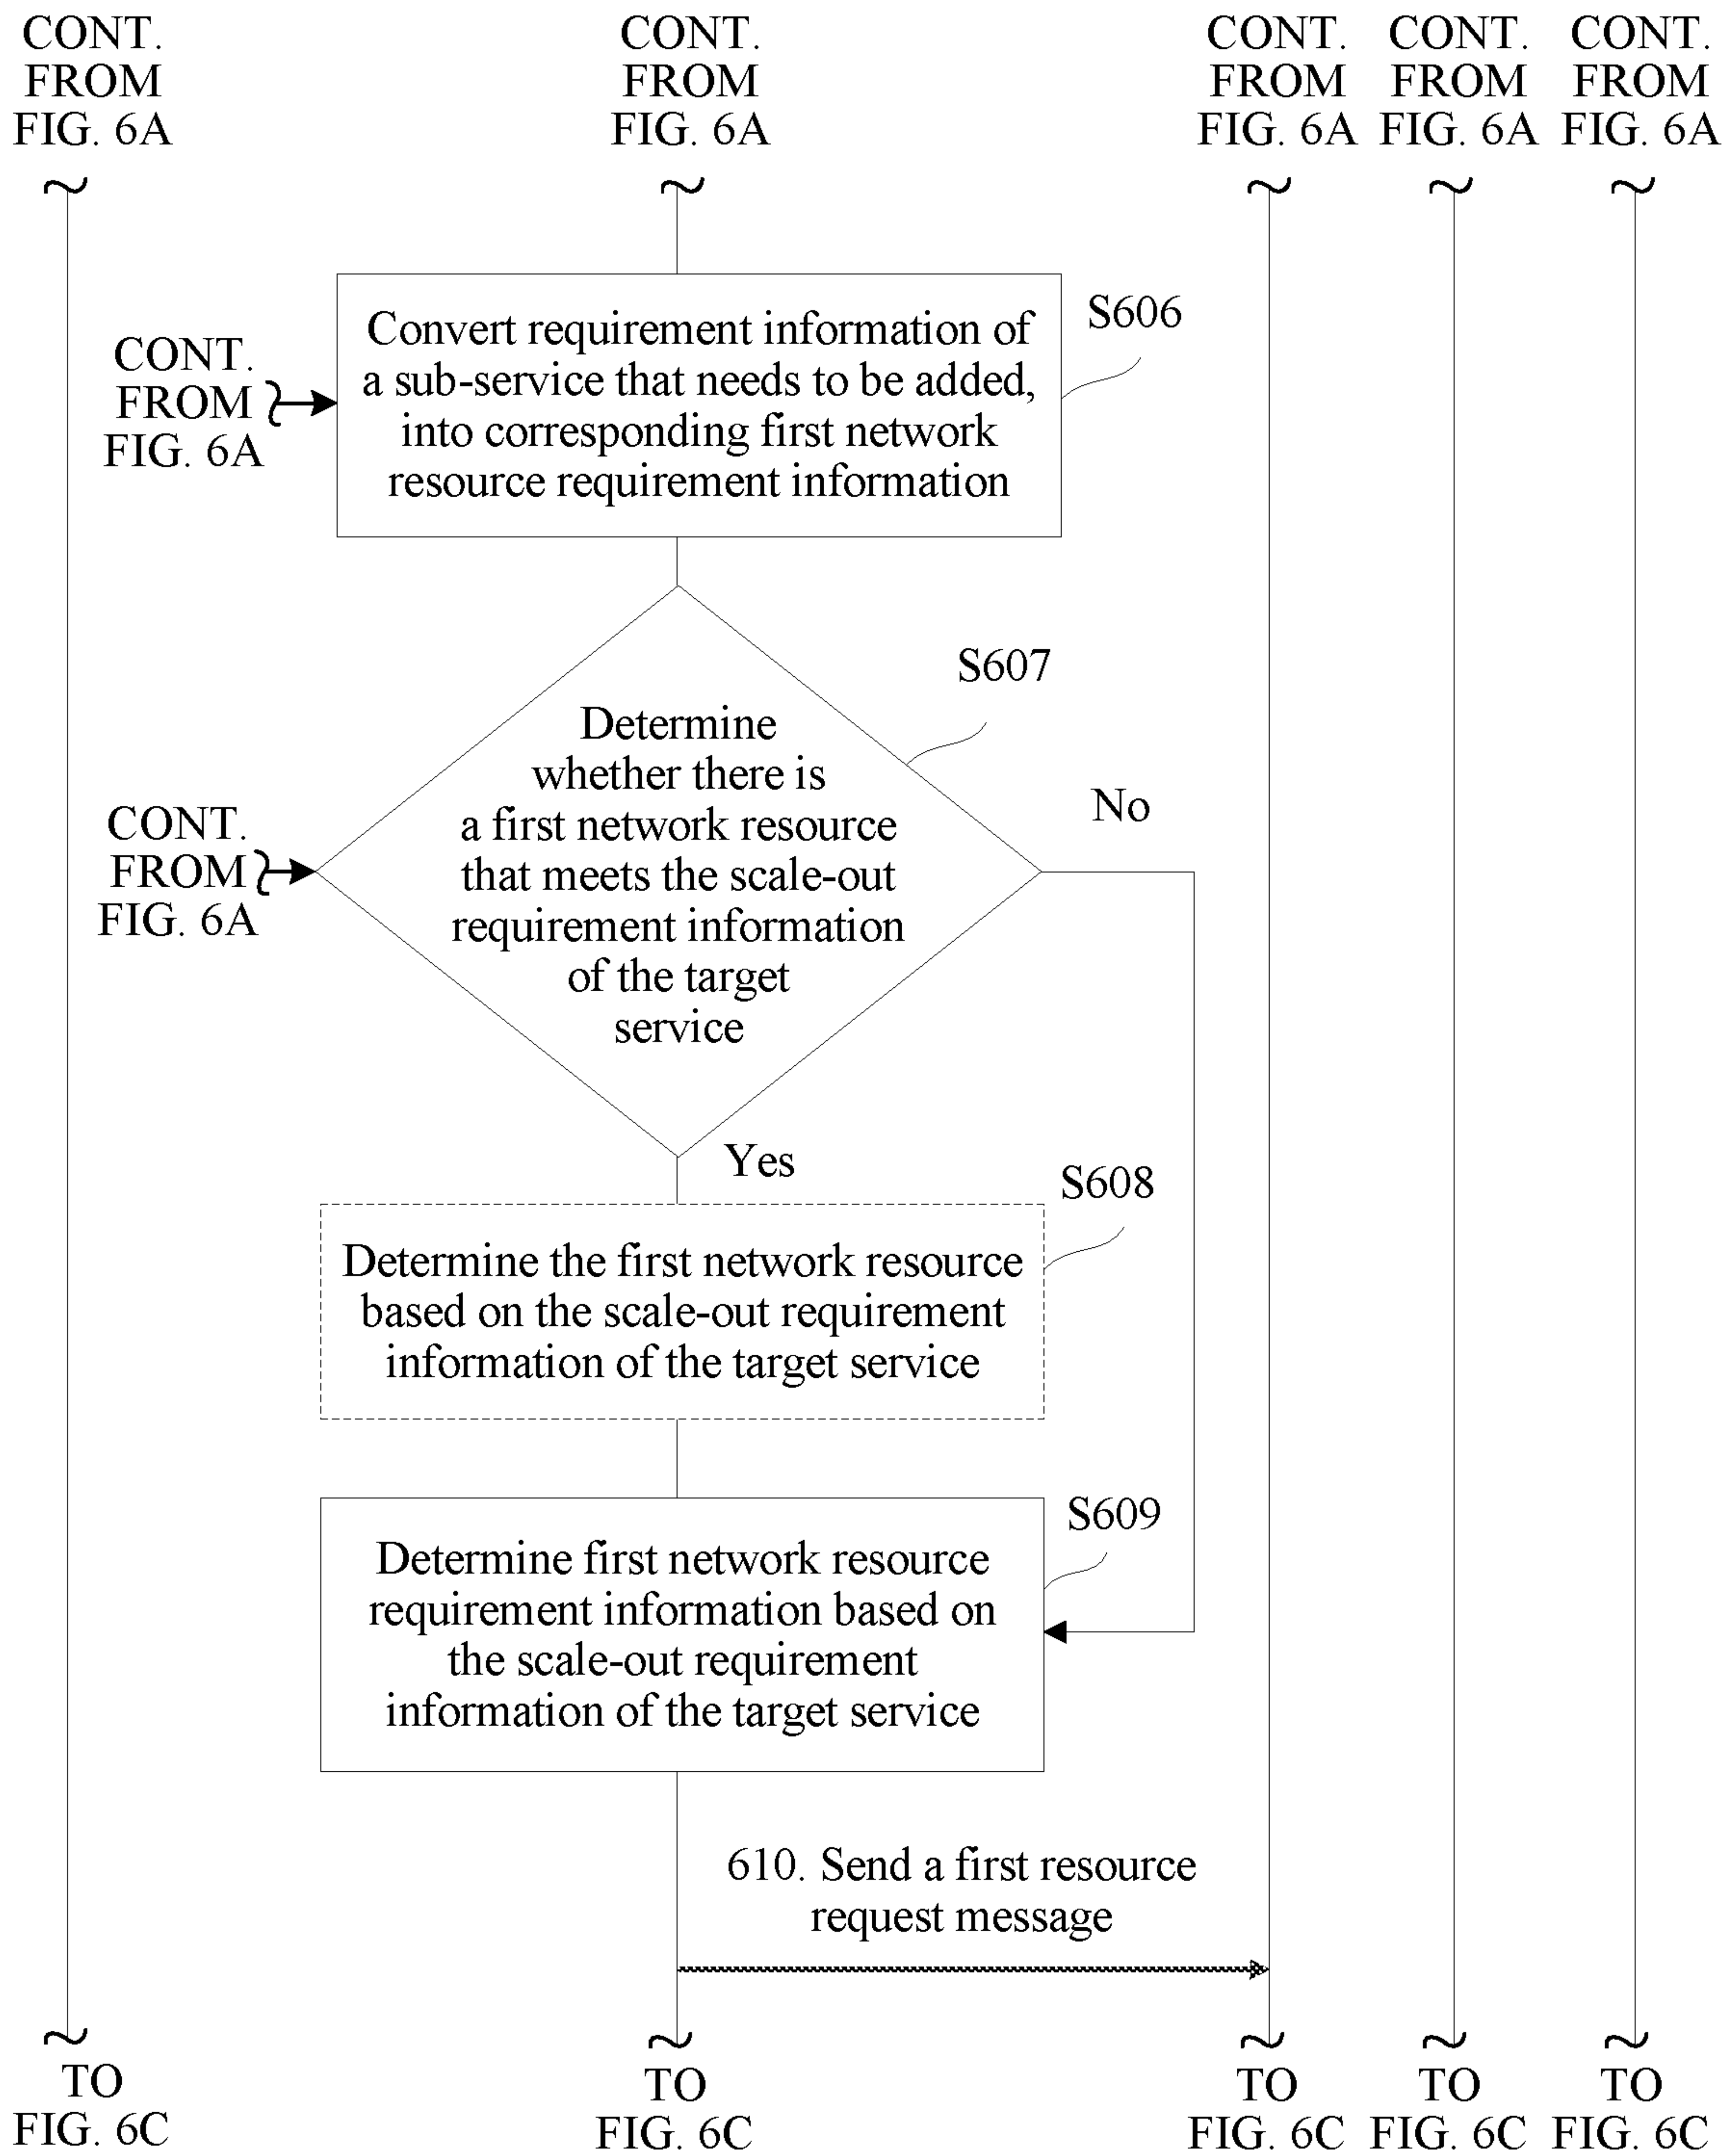 CONT.
FROM
FIG. 6A
CONT.
FROM
FIG. 6A
CONT.
FROM
FIG. 6A
CONT.
FROM
FIG. 6A
CONT.
FROM
FIG. 6A
S606
Convert requirement information of
a sub-service that needs to be added,
into corresponding first network
resource requirement information
CONT.
FROM
FIG. 6A
S607
Determine
whether there is
a first network resource
that meets the scale-out
requirement information
of the target
service
No
CONT.
FROM
FIG. 6A
Yes
S608
Determine the first network resource
based on the scale-out requirement
information of the target service
S609
Determine first network resource
requirement information based on
the scale-out requirement
information of the target service
610. Send a first resource
request message
TO
FIG. 6C
TO
FIG. 6C
TO
FIG. 6C
TO
FIG. 6C
TO
FIG. 6C